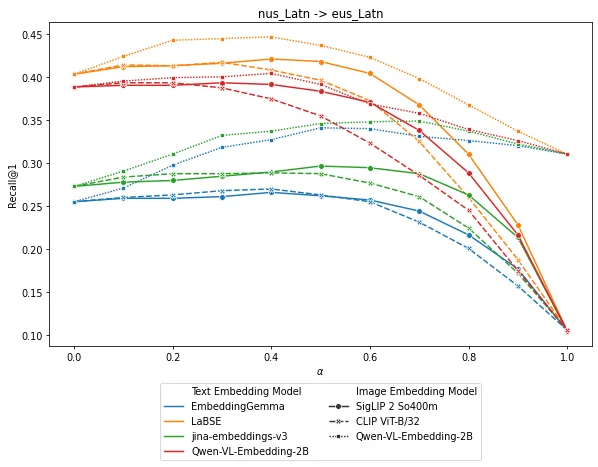 nus_Latn -> eus_Latn
Recall@1
0.45
0.40
0.35
0.30
0.25
0.20
0.15
0.10
0.0 0.2 0.4 0.6 0.8 1.0
α
Text Embedding Model
EmbeddingGemma
LaBSE
jina-embeddings-v3
Qwen-VL-Embedding-2B
Image Embedding Model
SigLIP 2 So400m
CLIP ViT-B/32
Qwen-VL-Embedding-2B